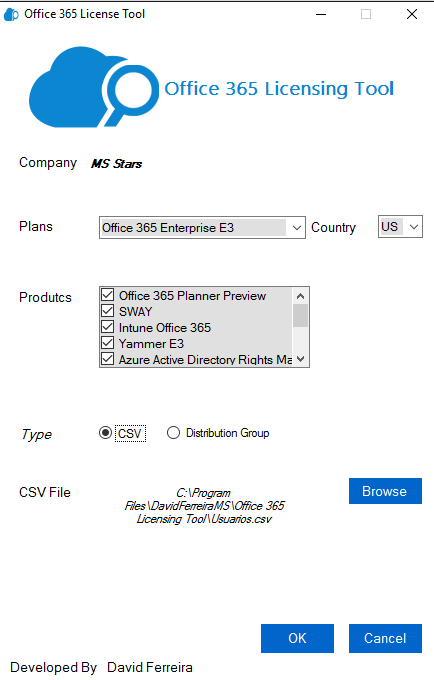 Office 365 License Tool
Office 365 Licensing Tool
Company MS Stars
Plans Office 365 Enterprise E3 Country US
Produtcs Office 365 Planner Preview
SWAY
Intune Office 365
Yammer E3
Azure Active Directory Rights Ma
Type CSV Distribution Group
CSV File C:\Program Browse
Files\DavidFerreiraMS\Office 365
Licensing Tool\Usuarios.csv
OK Cancel
Developed By David Ferreira